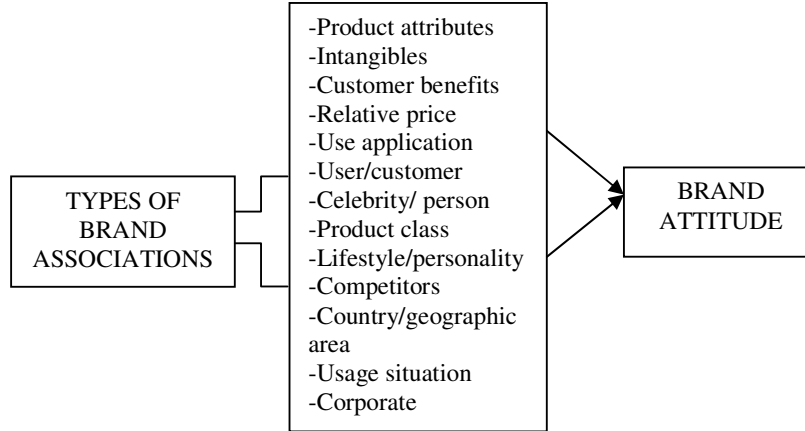 TYPES OF
BRAND
ASSOCIATIONS
-Product attributes
-Intangibles
-Customer benefits
-Relative price
-Use application
-User/customer
-Celebrity/ person
-Product class
-Lifestyle/personality
-Competitors
-Country/geographic
area
-Usage situation
-Corporate
BRAND
ATTITUDE